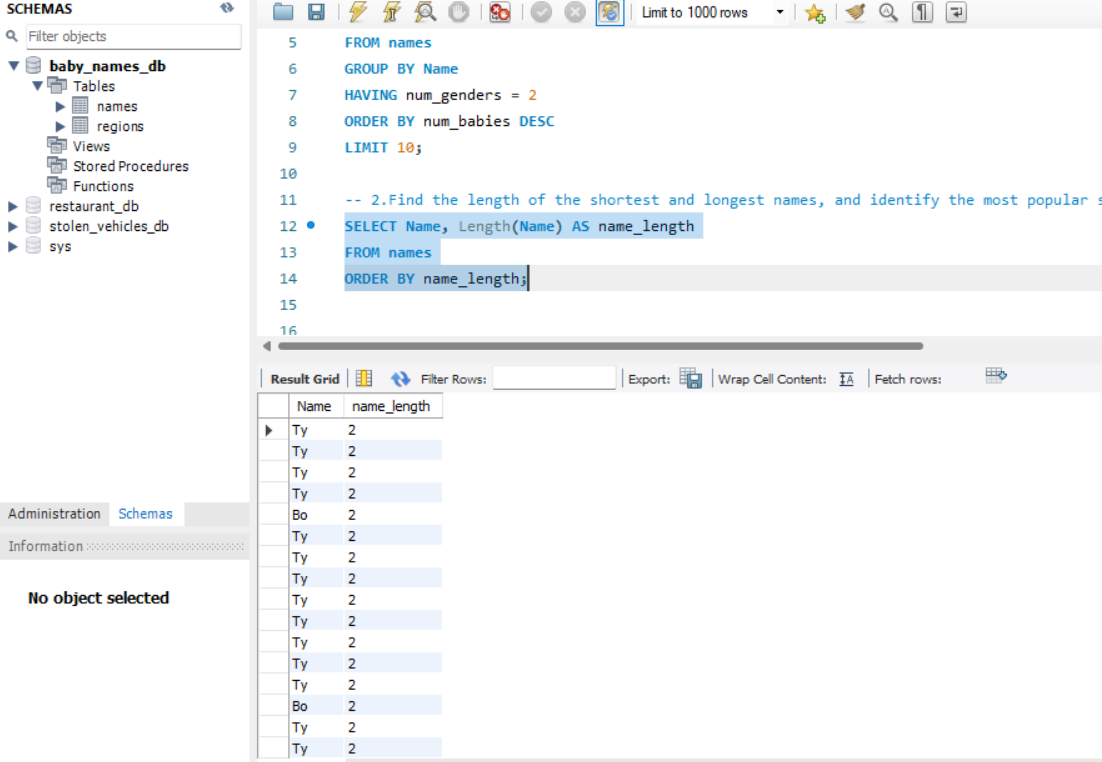 SCHEMAS
Filter objects
baby_names_db
Tables
names
regions
Views
Stored Procedures
Functions
restaurant_db
stolen_vehicles_db
sys
Administration Schemas
Information
No object selected
Limit to 1000 rows
5 FROM names
6 GROUP BY Name
7 HAVING num_genders = 2
8 ORDER BY num_babies DESC
9 LIMIT 10;
10
11 -- 2.Find the length of the shortest and longest names, and identify the most popular s
12 SELECT Name, Length(Name) AS name_length
13 FROM names
14 ORDER BY name_length;
15
16
Result Grid Filter Rows: Export: Wrap Cell Content: Fetch rows:
Name name_length
Ty 2
Ty 2
Ty 2
Ty 2
Bo 2
Ty 2
Ty 2
Ty 2
Ty 2
Ty 2
Ty 2
Ty 2
Ty 2
Bo 2
Ty 2
Ty 2